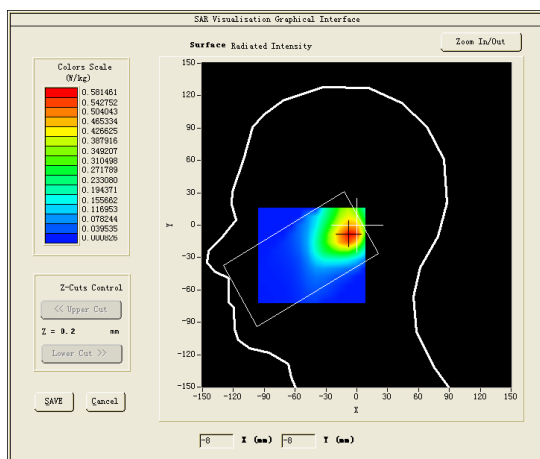 SAR Visualisation Graphical Interface
Surface Radiated Intensity
Zoom In/Out
Colors Scale
(W/kg)
0.581461
0.542752
0.504043
0.465334
0.426625
0.387916
0.349207
0.310498
0.271789
0.233080
0.194371
0.155662
0.116953
0.078244
0.039535
0.000826
150
120
90
60
30
0
-30
-60
-90
-120
-150
Y
-150 -120 -90 -60 -30 0 30 60 90 120 150
X
Z-Cuts Control
<< Upper Cut
Z = 0.2 mm
Lower Cut >>
SAVE Cancel
-8 X (mm) -8 Y (mm)